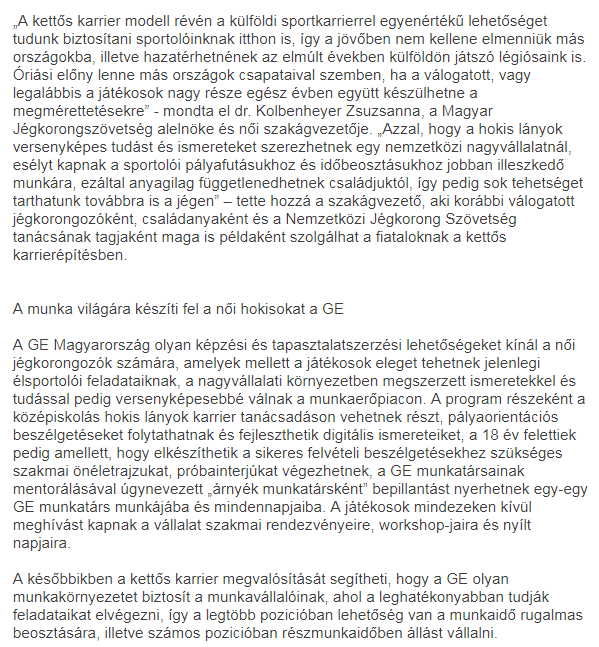 „A kettős karrier modell révén a külföldi sportkarrierrel egyenértékű lehetőséget
tudunk biztosítani sportolóinknak itthon is, így a jövőben nem kellene elmenniük más
országokba, illetve hazatérhetnének az elmúlt években külföldön játszó légiósaink is.
Óriási előny lenne más országok csapataival szemben, ha a válogatott, vagy
legalábbis a játékosok nagy része egész évben együtt készülhetne a
megmérettetésekre” - mondta el dr. Kolbenheyer Zsuzsanna, a Magyar
Jégkorongszövetség alelnöke és női szakágvezetője. „Azzal, hogy a hokis lányok
versenyképes tudást és ismereteket szerezhetnek egy nemzetközi nagyvállalatnál,
esélyt kapnak a sportolói pályafutásukhoz és időbeosztásukhoz jobban illeszkedő
munkára, ezáltal anyagilag függetlenedhetnek családjuktól, így pedig sok tehetséget
tarthatunk továbbra is a jégen” – tette hozzá a szakágvezető, aki korábbi válogatott
jégkorongozóként, családanyaként és a Nemzetközi Jégkorong Szövetség
tanácsának tagjaként maga is példaként szolgálhat a fiataloknak a kettős
karrierépítésben.
A munka világára készíti fel a női hokisokat a GE
A GE Magyarország olyan képzési és tapasztalatszerzési lehetőségeket kínál a női
jégkorongozók számára, amelyek mellett a játékosok eleget tehetnek jelenlegi
élsportolói feladataiknak, a nagyvállalati környezetben megszerzett ismeretekkel és
tudással pedig versenyképesebbé válnak a munkaerőpiacon. A program részeként a
középiskolás hokis lányok karrier tanácsadáson vehetnek részt, pályaorientációs
beszélgetéseket folytathatnak és fejleszthetik digitális ismereteiket, a 18 év felettiek
pedig amellett, hogy elkészíthetik a sikeres felvételi beszélgetésekhez szükséges
szakmai önéletrajzukat, próbainterjúkat végezhetnek, a GE munkatársainak
mentorálásával úgynevezett „árnyék munkatársként” bepillantást nyerhetnek egy-egy
GE munkatárs munkájába és mindennapjaiba. A játékosok mindezeken kívül
meghívást kapnak a vállalat szakmai rendezvényeire, workshop-jaira és nyílt
napjaira.
A későbbikben a kettős karrier megvalósítását segítheti, hogy a GE olyan
munkakörnyezetet biztosít a munkavállalóinak, ahol a leghatékonyabban tudják
feladataikat elvégezni, így a legtöbb pozicióban lehetőség van a munkaidő rugalmas
beosztására, illetve számos pozicióban részmunkaidőben állást vállalni.